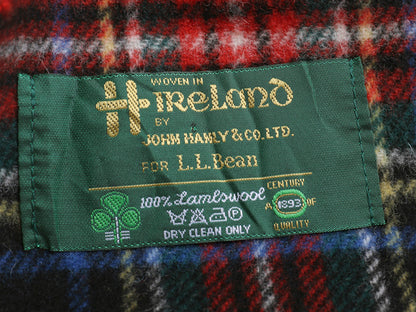 WOVEN IN
IRELAND
BY
JOHN HANLY & CO. LTD.
FOR L.L.Bean
100% Lambswool
DRY CLEAN ONLY
CENTURY
A 1893 OF
QUALITY